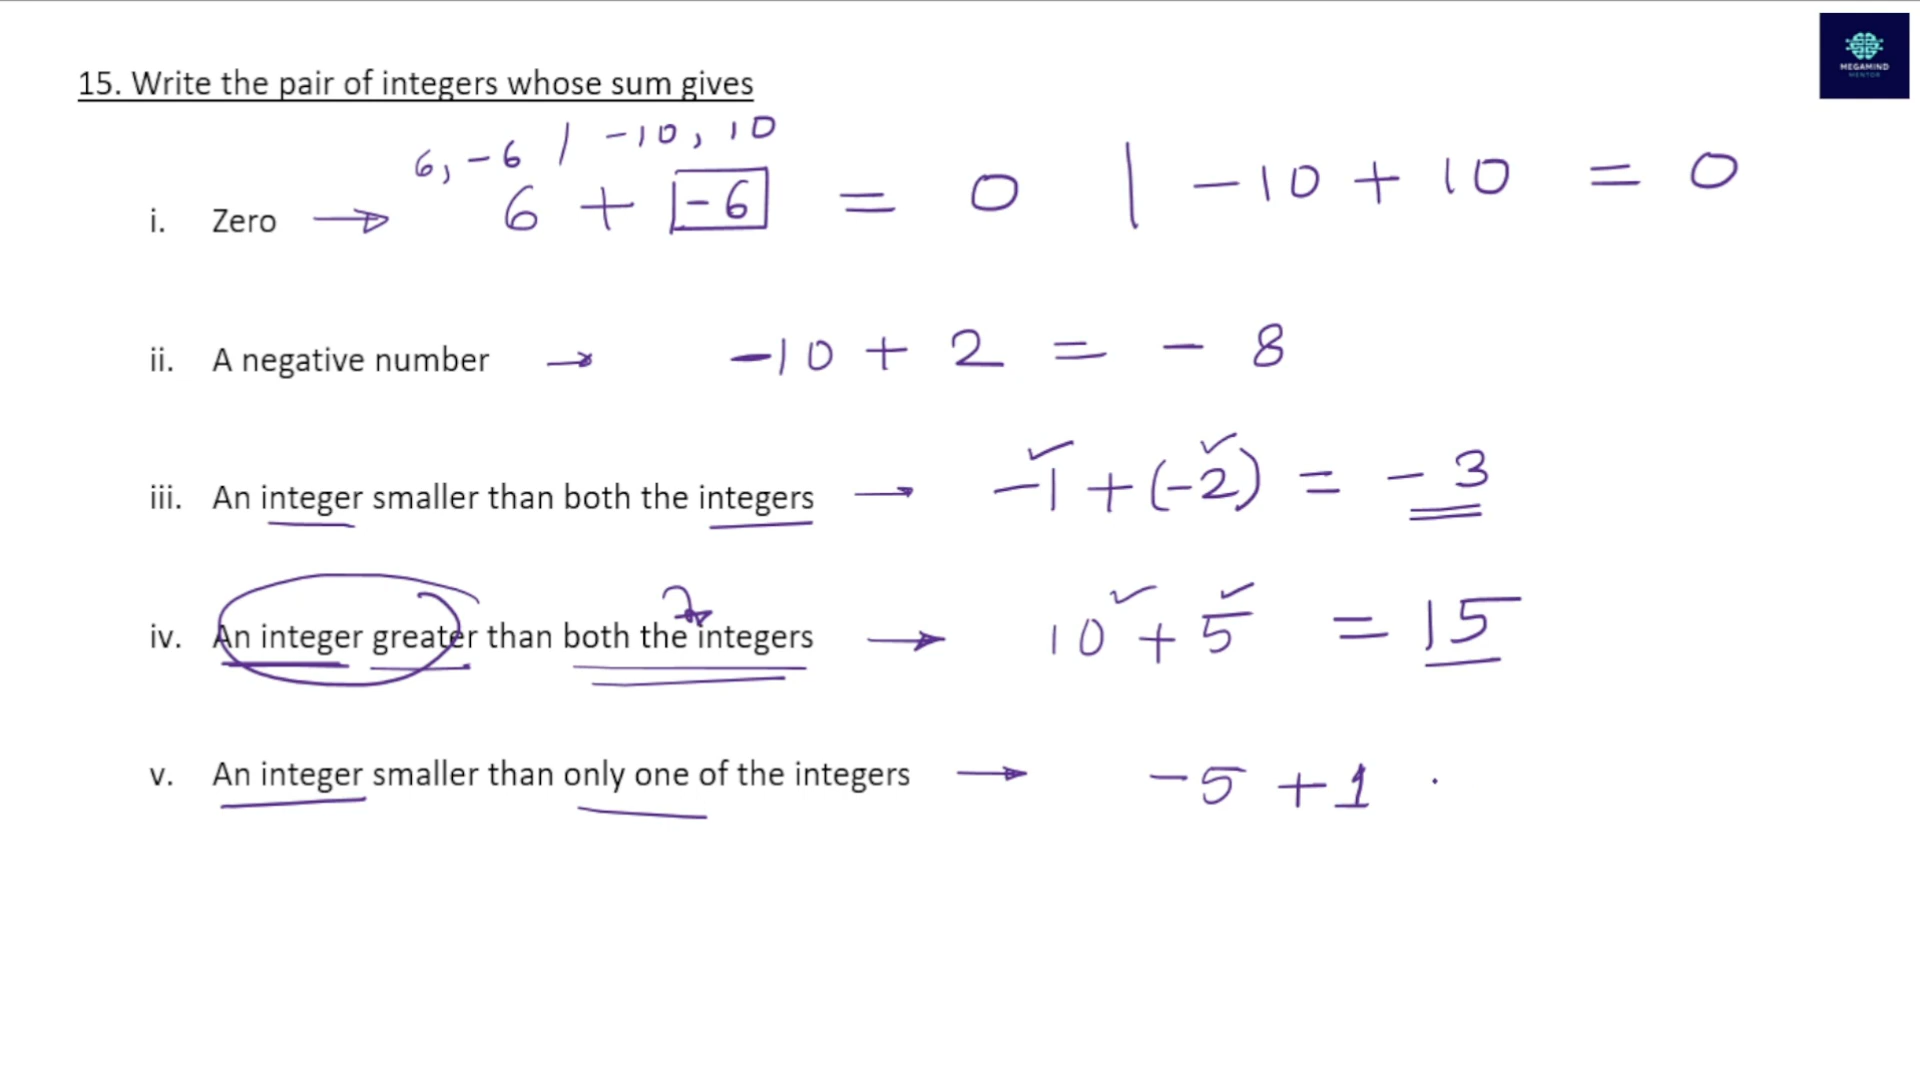 MEGAMIND
MENTOR
15. Write the pair of integers whose sum gives
6, -6 | -10, 10
i. Zero → 6 + -6 = 0 | -10 + 10 = 0
ii. A negative number → -10 + 2 = - 8
iii. An integer smaller than both the integers → -1 + (-2) = - 3
iv. An integer greater than both the integers → 10 + 5 = 15
v. An integer smaller than only one of the integers → -5 + 1